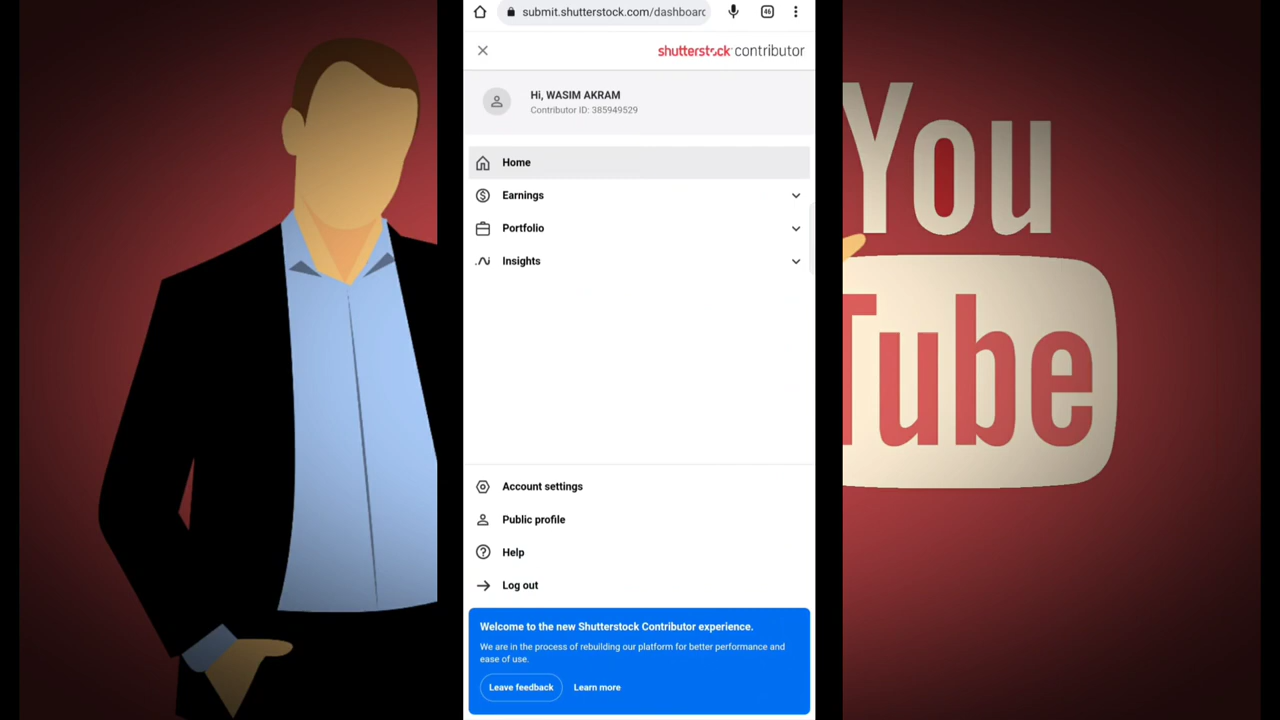 submit.shutterstock.com/dashboard
46
shutterstock contributor
Hi, WASIM AKRAM
Contributor ID: 385949529
Home
Earnings
Portfolio
Insights
Account settings
Public profile
Help
Log out
Welcome to the new Shutterstock Contributor experience.
We are in the process of rebuilding our platform for better performance and
ease of use.
Leave feedback Learn more
You
Tube